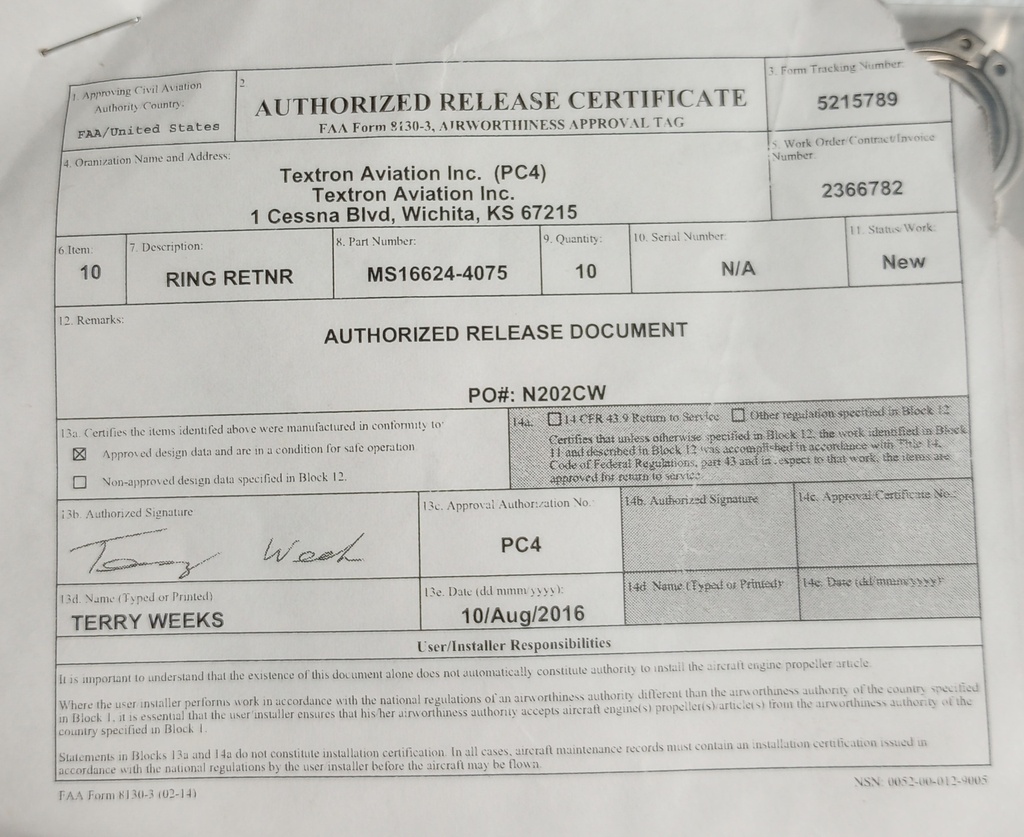 1. Approving Civil Aviation
Authority/Country:
FAA/United States
2.
AUTHORIZED RELEASE CERTIFICATE
FAA Form 8130-3, AIRWORTHINESS APPROVAL TAG
3. Form Tracking Number:
5215789
4. Oranization Name and Address:
Textron Aviation Inc. (PC4)
Textron Aviation Inc.
1 Cessna Blvd, Wichita, KS 67215
5. Work Order/Contract/Invoice
Number:
2366782
6.Item:
10
7. Description:
RING RETNR
8. Part Number:
MS16624-4075
9. Quantity:
10
10. Serial Number:
N/A
11. Status/Work:
New
12. Remarks:
AUTHORIZED RELEASE DOCUMENT
PO#: N202CW
13a. Certifies the items identifed above were manufactured in conformity to:
Approved design data and are in a condition for safe operation
Non-approved design data specified in Block 12.
14a. 14 CFR 43.9 Return to Service Other regulation specified in Block 12
Certifies that unless otherwise specified in Block 12, the work identified in Block
11 and described in Block 12 was accomplished in accordance with Title 14,
Code of Federal Regulations, part 43 and in respect to that work, the items are
approved for return to service
13b. Authorized Signature
Terry Weeks
13c. Approval/Authorization No.
PC4
14b. Authorized Signature
14c. Approval/Certificate No.:
13d. Name (Typed or Printed)
TERRY WEEKS
13e. Date (dd/mmm/yyyy):
10/Aug/2016
14d Name (Typed or Printed)
14e. Date (dd/mmm/yyyy)
User/Installer Responsibilities
It is important to understand that the existence of this document alone does not automatically constitute authority to install the aircraft engine/propeller/article.
Where the user/installer performs work in accordance with the national regulations of an airworthiness authority different than the airworthiness authority of the country specified
in Block 1, it is essential that the user/installer ensures that his/her airworthiness authority accepts aircraft engine(s)/propeller(s)/article(s) from the airworthiness authority of the
country specified in Block 1.
Statements in Blocks 13a and 14a do not constitute installation certification. In all cases, aircraft maintenance records must contain an installation certification issued in
accordance with the national regulations by the user/installer before the aircraft may be flown.
FAA Form 8130-3 (02-14)
NSN: 0052-00-012-9005